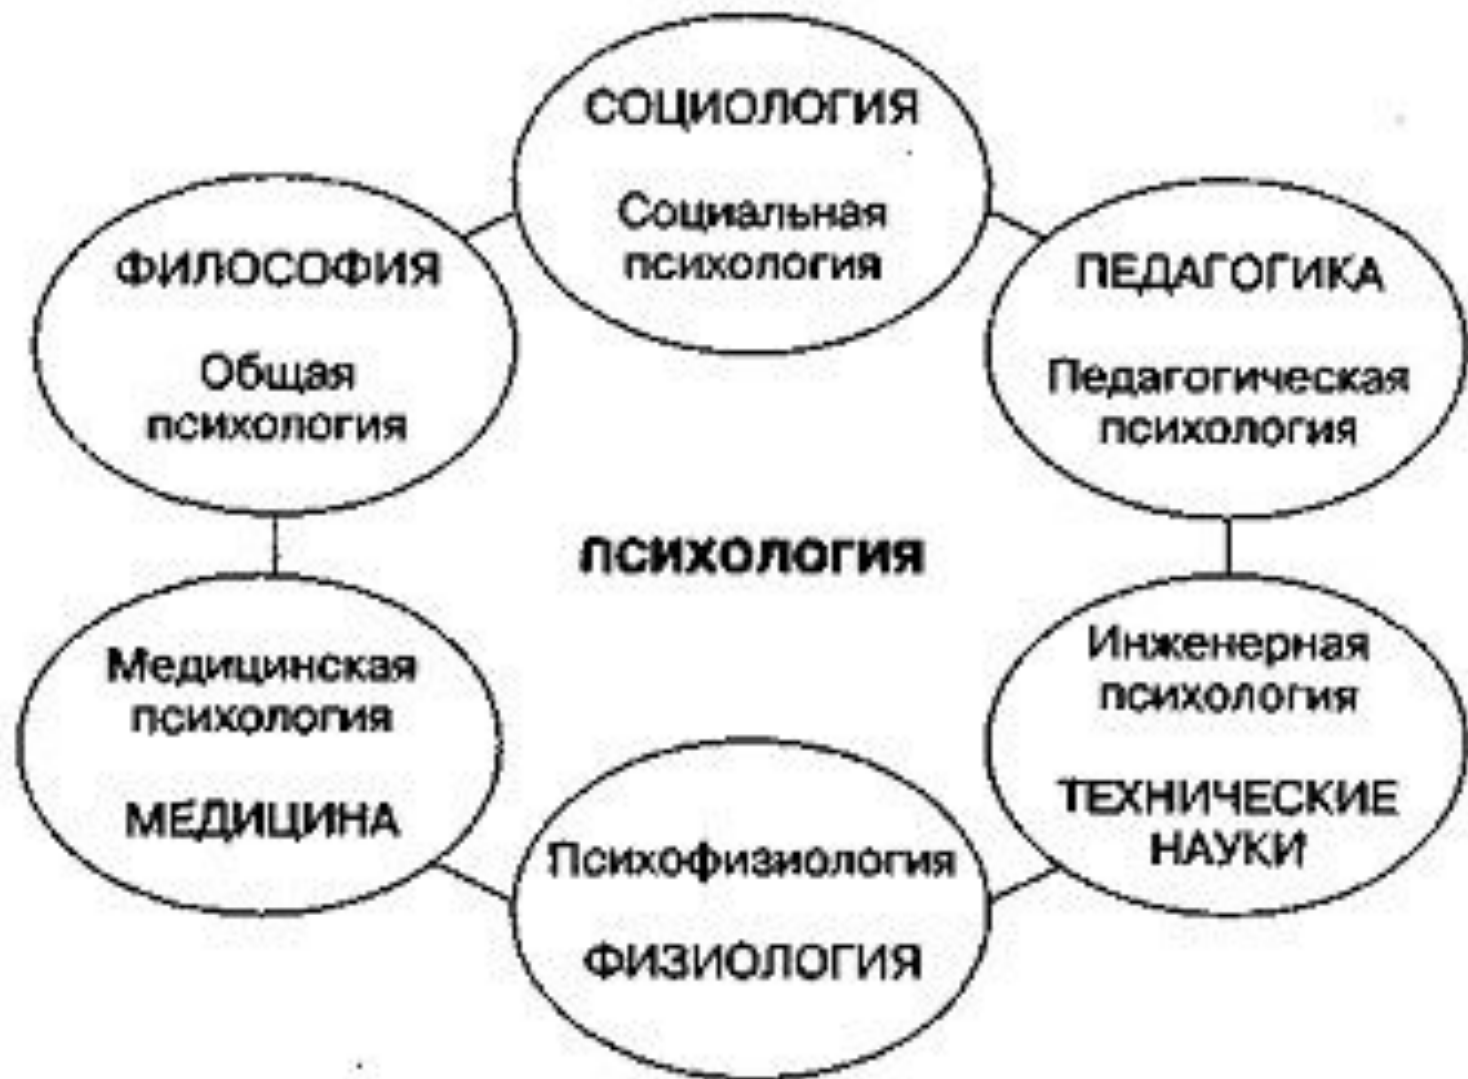 СОЦИОЛОГИЯ
Социальная
психология
ФИЛОСОФИЯ
Общая
психология
ПЕДАГОГИКА
Педагогическая
психология
ПСИХОЛОГИЯ
Медицинская
психология
МЕДИЦИНА
Инженерная
психология
ТЕХНИЧЕСКИЕ
НАУКИ
Психофизиология
ФИЗИОЛОГИЯ